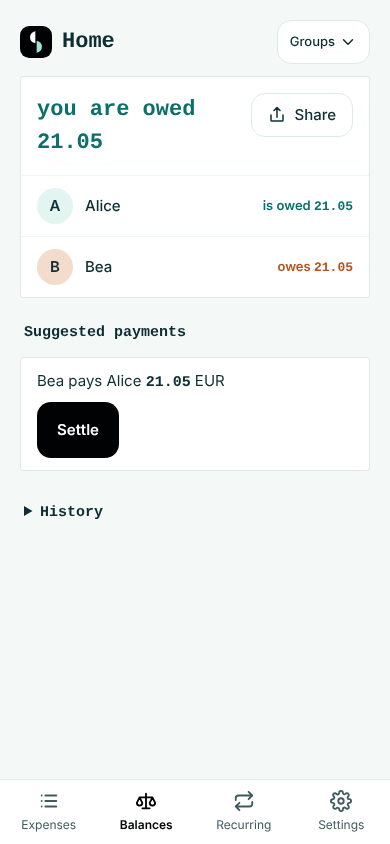 Home
Groups
you are owed
21.05
Share
A
Alice
is owed 21.05
B
Bea
owes 21.05
Suggested payments
Bea pays Alice 21.05 EUR
Settle
History
Expenses
Balances
Recurring
Settings